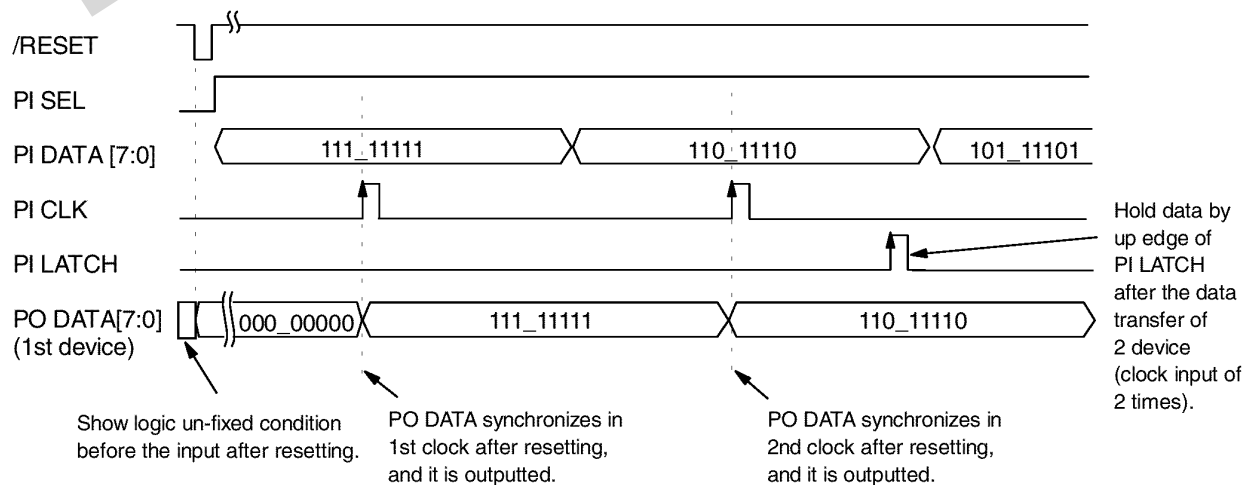 /RESET
PI SEL
PI DATA [7:0]
111_11111
110_11110
101_11101
PI CLK
PI LATCH
PO DATA[7:0]
(1st device)
000_00000
111_11111
110_11110
Hold data by
up edge of
PI LATCH
after the data
transfer of
2 device
(clock input of
2 times).
Show logic un-fixed condition
before the input after resetting.
PO DATA synchronizes in
1st clock after resetting,
and it is outputted.
PO DATA synchronizes in
2nd clock after resetting,
and it is outputted.